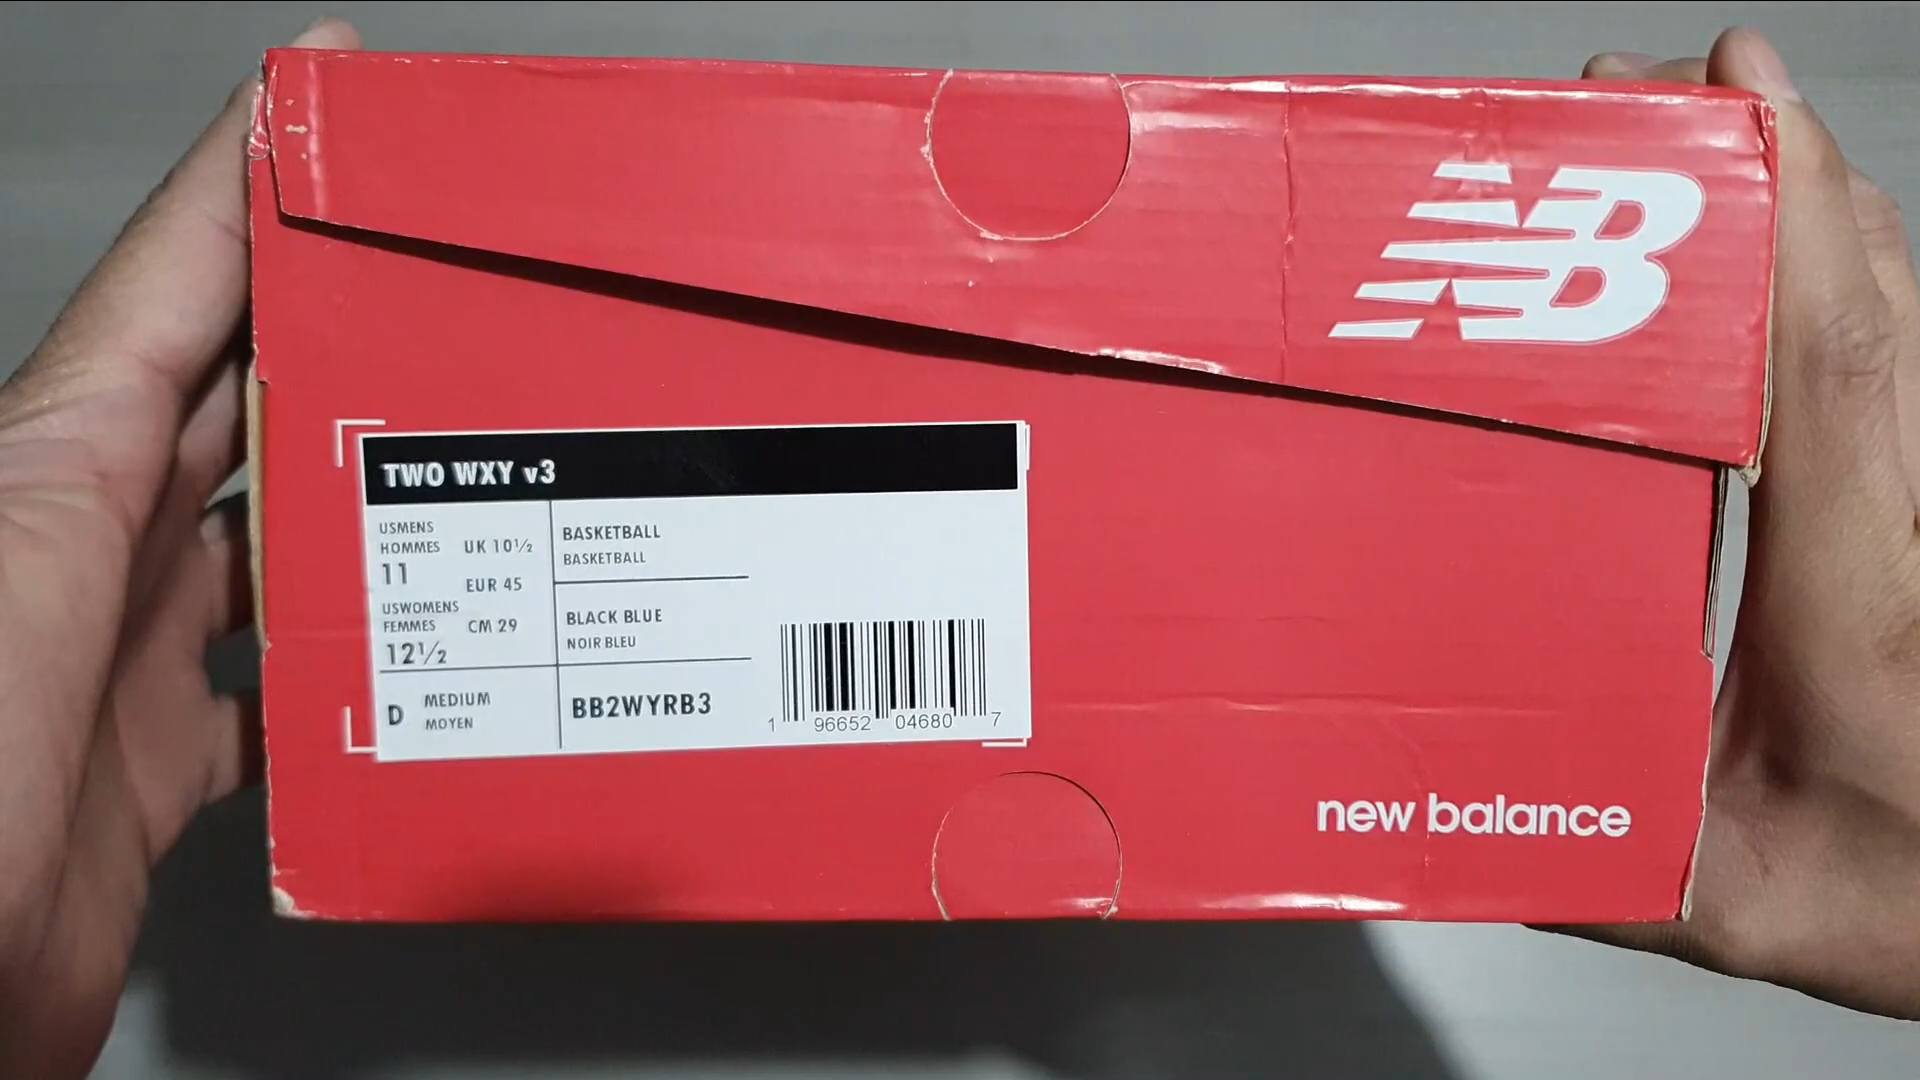 NB
TWO WXY v3
USMENS
HOMMES
11
UK 10½
EUR 45
USWOMENS
FEMMES
12½
CM 29
BASKETBALL
BASKETBALL
BLACK BLUE
NOIR BLEU
D MEDIUM
MOYEN
BB2WYRB3
1 96652 04680 7
new balance